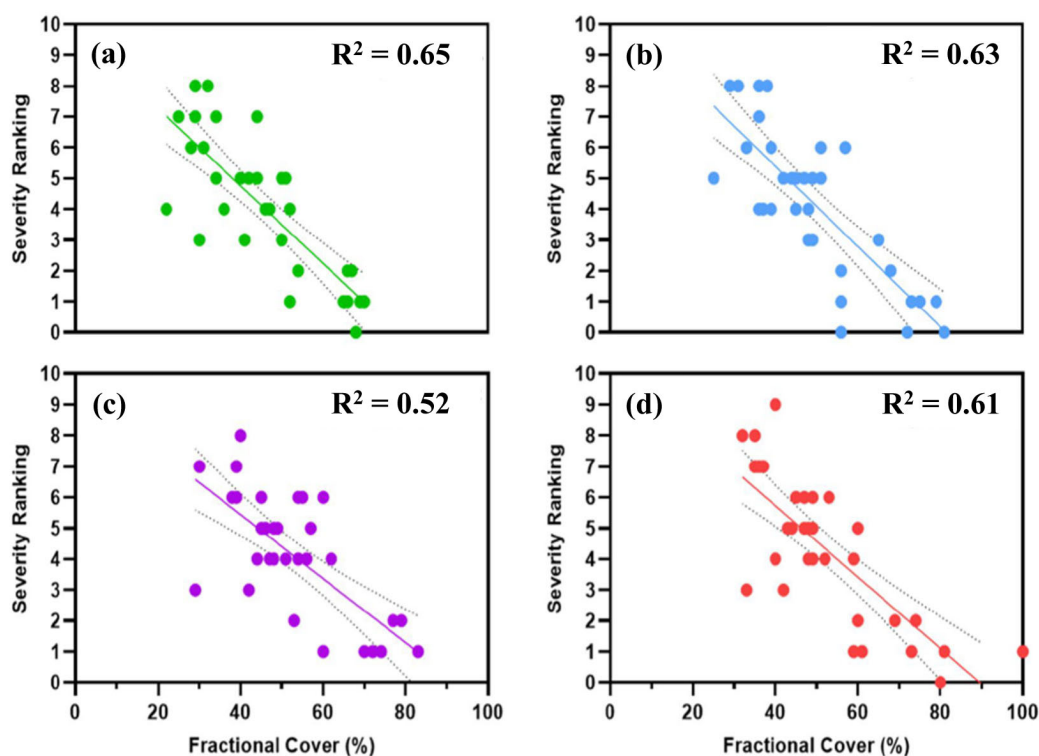 (a)
R² = 0.65
Severity Ranking
10
9
8
7
6
5
4
3
2
1
0
(b)
R² = 0.63
Severity Ranking
10
9
8
7
6
5
4
3
2
1
0
(c)
R² = 0.52
Severity Ranking
10
9
8
7
6
5
4
3
2
1
0
0 20 40 60 80 100
Fractional Cover (%)
(d)
R² = 0.61
Severity Ranking
10
9
8
7
6
5
4
3
2
1
0
0 20 40 60 80 100
Fractional Cover (%)